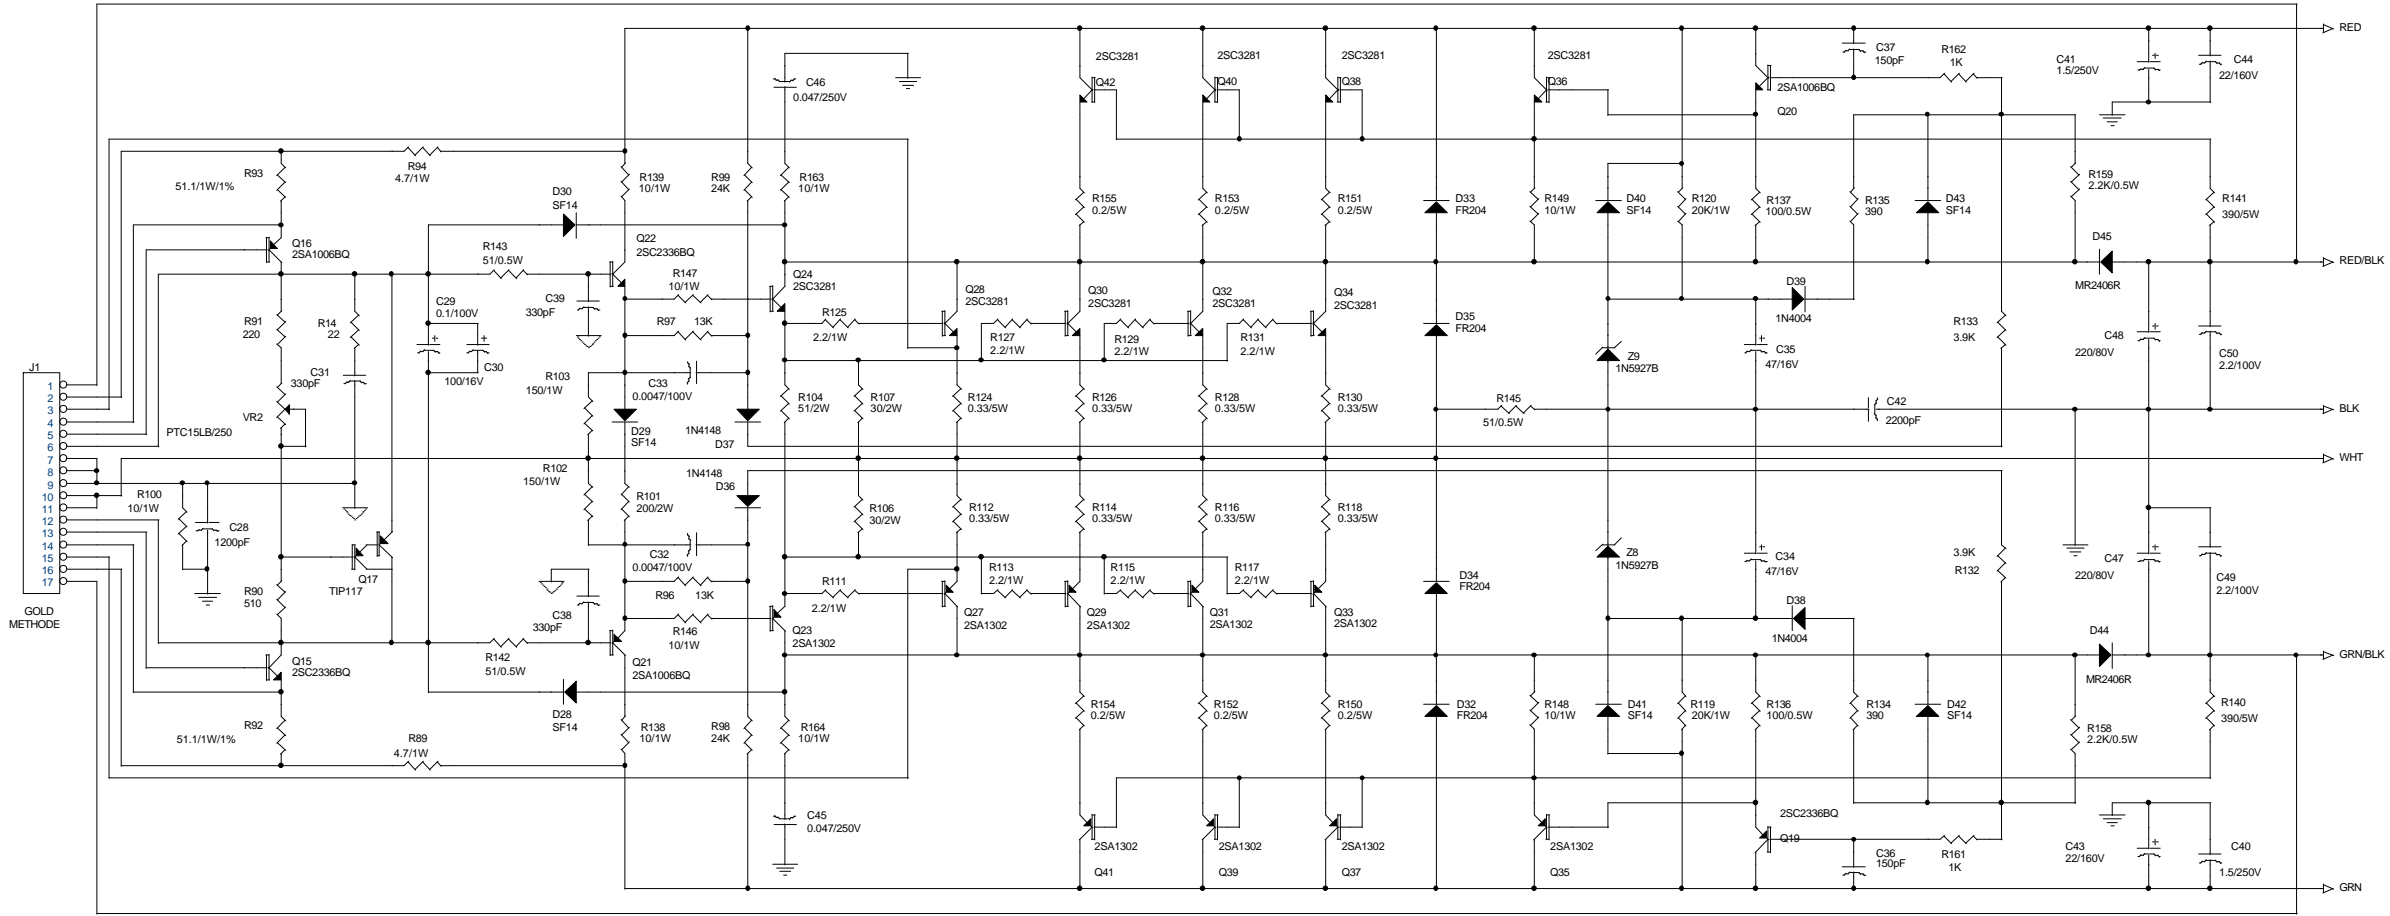 RED
C44
22/160V
C41
1.5/250V
R162
1K
C37
150pF
2SA1006BQ
Q20
2SC3281
Q36
2SC3281
Q38
2SC3281
Q40
2SC3281
Q42
C46
0.047/250V
R94
4.7/1W
R93
51.1/1W/1%
R139
10/1W
R99
24K
R163
10/1W
D30
SF14
R155
0.2/5W
R153
0.2/5W
R151
0.2/5W
D33
FR204
R149
10/1W
D40
SF14
R120
20K/1W
R137
100/0.5W
R135
390
D43
SF14
R159
2.2K/0.5W
R141
390/5W
Q16
2SA1006BQ
R143
51/0.5W
Q22
2SC2336BQ
R147
10/1W
Q24
2SC3281
Q28
2SC3281
Q30
2SC3281
Q32
2SC3281
Q34
2SC3281
D45
MR2406R
RED/BLK
C29
0.1/100V
C39
330pF
R97
13K
R125
2.2/1W
R127
2.2/1W
R129
2.2/1W
R131
2.2/1W
D35
FR204
D39
1N4004
R133
3.9K
C48
220/80V
C50
2.2/100V
R91
220
R14
22
C30
100/16V
Z9
1N5927B
C35
47/16V
J1
1
2
3
4
5
6
7
8
9
10
11
12
13
14
15
16
17
GOLD
METHODE
330pF
C31
VR2
PTC15LB/250
R103
150/1W
C33
0.0047/100V
D29
SF14
1N4148
D37
R104
51/2W
R107
30/2W
R124
0.33/5W
R126
0.33/5W
R128
0.33/5W
R130
0.33/5W
R145
51/0.5W
C42
2200pF
BLK
WHT
R102
150/1W
1N4148
D36
R101
200/2W
R106
30/2W
R112
0.33/5W
R114
0.33/5W
R116
0.33/5W
R118
0.33/5W
R100
10/1W
C28
1200pF
Q17
TIP117
C32
0.0047/100V
R96
13K
R113
2.2/1W
R115
2.2/1W
R117
2.2/1W
Z8
1N5927B
C34
47/16V
3.9K
R132
C47
220/80V
C49
2.2/100V
R90
510
C38
330pF
R111
2.2/1W
D34
FR204
D38
1N4004
Q15
2SC2336BQ
R142
51/0.5W
Q21
2SA1006BQ
R146
10/1W
Q23
2SA1302
Q27
2SA1302
Q29
2SA1302
Q31
2SA1302
Q33
2SA1302
D44
MR2406R
GRN/BLK
D28
SF14
R92
51.1/1W/1%
R89
4.7/1W
R138
10/1W
R98
24K
R164
10/1W
R154
0.2/5W
R152
0.2/5W
R150
0.2/5W
D32
FR204
R148
10/1W
D41
SF14
R119
20K/1W
R136
100/0.5W
R134
390
D42
SF14
R158
2.2K/0.5W
R140
390/5W
C45
0.047/250V
2SA1302
Q41
2SA1302
Q39
2SA1302
Q37
2SA1302
Q35
2SC2336BQ
Q19
C36
150pF
R161
1K
C43
22/160V
C40
1.5/250V
GRN